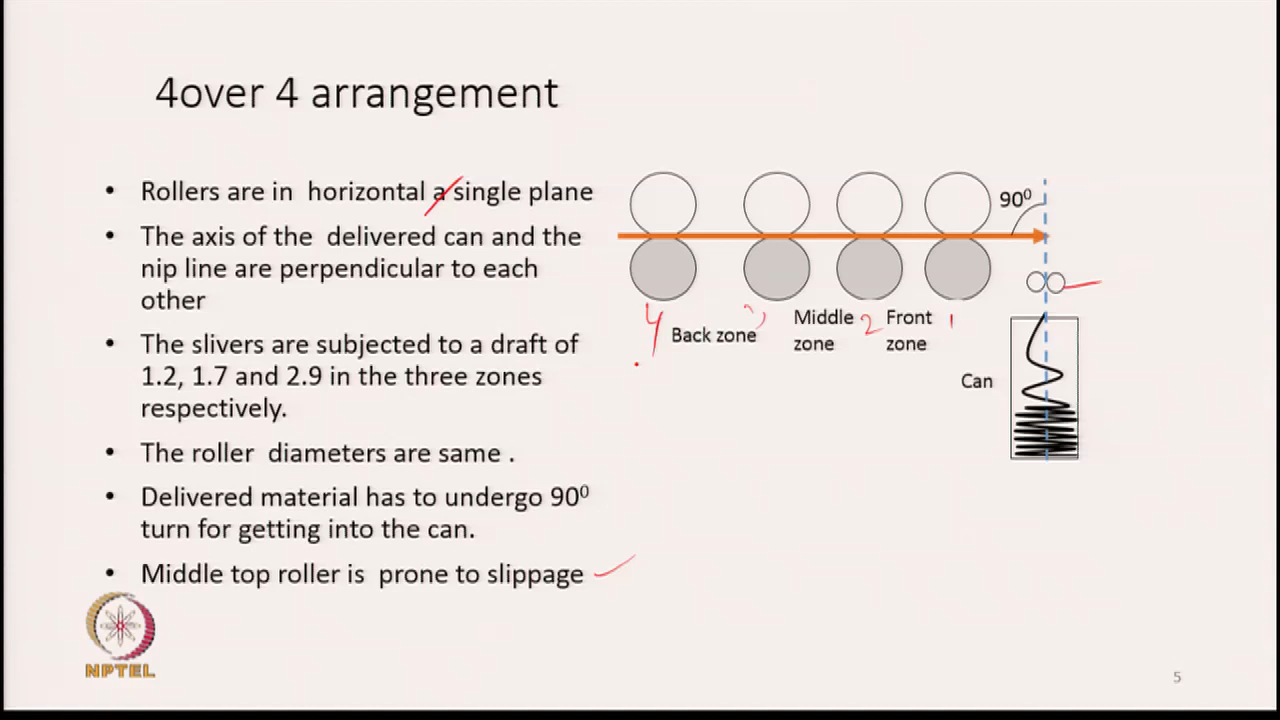 4over 4 arrangement
• Rollers are in horizontal a single plane
• The axis of the delivered can and the
nip line are perpendicular to each
other
• The slivers are subjected to a draft of
1.2, 1.7 and 2.9 in the three zones
respectively.
• The roller diameters are same .
• Delivered material has to undergo 90⁰
turn for getting into the can.
• Middle top roller is prone to slippage
90⁰
4
Back zone
3
Middle
zone
2
Front
zone
1
Can
NPTEL
5